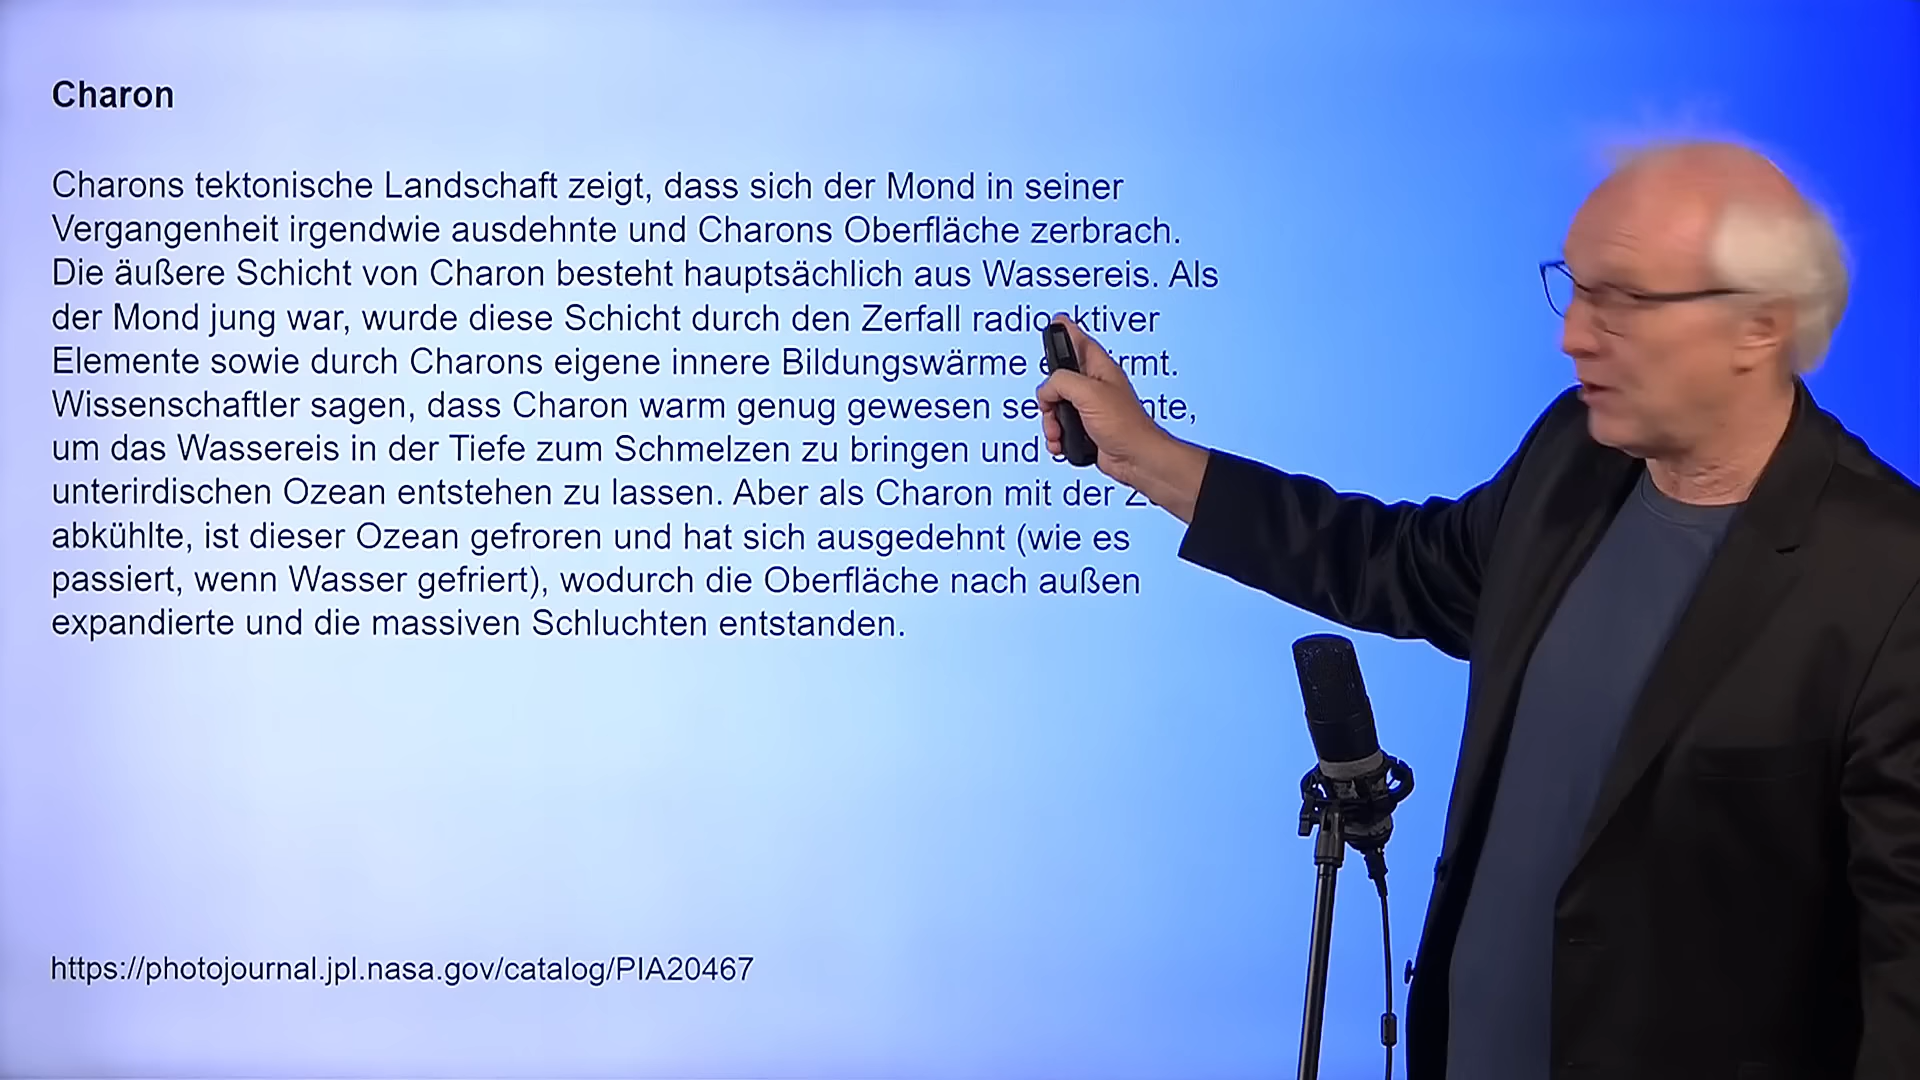 Charon
Charons tektonische Landschaft zeigt, dass sich der Mond in seiner
Vergangenheit irgendwie ausdehnte und Charons Oberfläche zerbrach.
Die äußere Schicht von Charon besteht hauptsächlich aus Wassereis. Als
der Mond jung war, wurde diese Schicht durch den Zerfall radioaktiver
Elemente sowie durch Charons eigene innere Bildungswärme
Wissenschaftler sagen, dass Charon warm genug gewesen
um das Wassereis in der Tiefe zum Schmelzen zu bringen und
unterirdischen Ozean entstehen zu lassen. Aber als Charon mit der
abkühlte, ist dieser Ozean gefroren und hat sich ausgedehnt (wie es
passiert, wenn Wasser gefriert), wodurch die Oberfläche nach außen
expandierte und die massiven Schluchten entstanden.
https://photojournal.jpl.nasa.gov/catalog/PIA20467